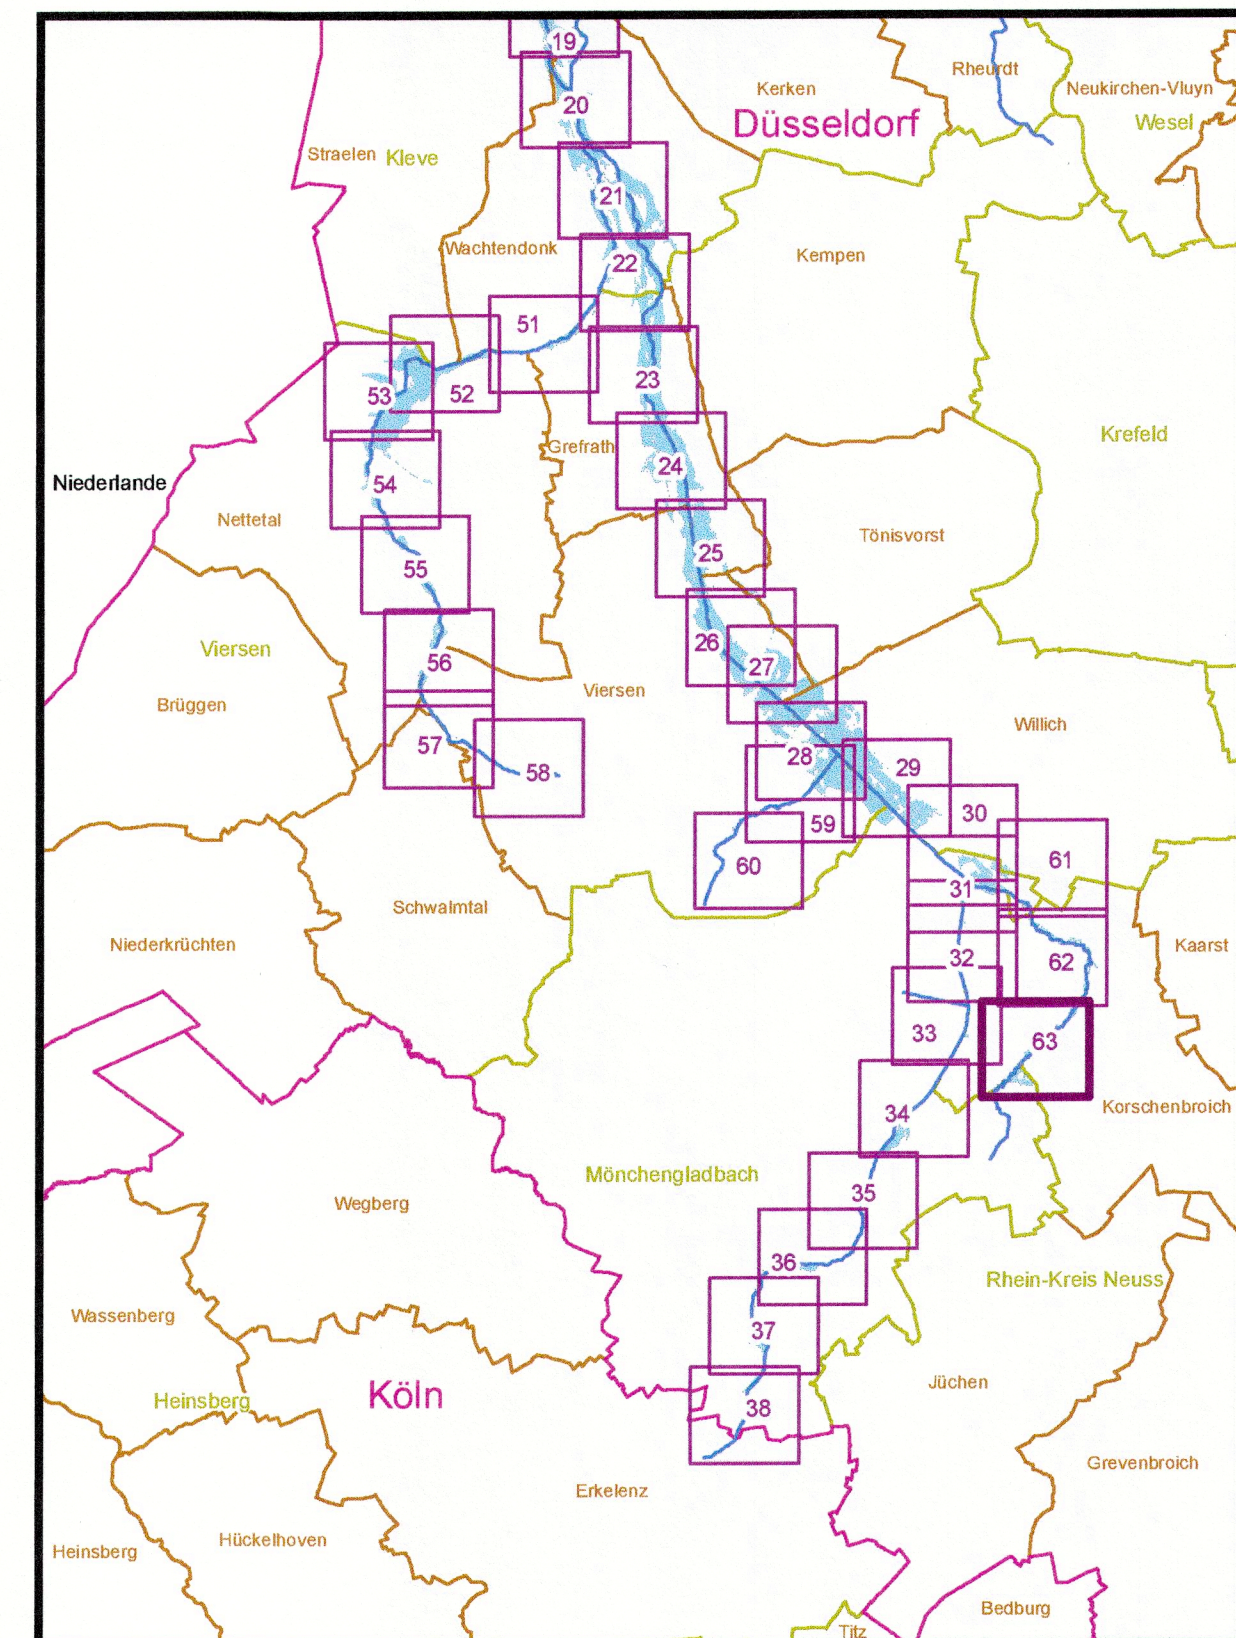 19
Rheurdt
Kerken
Neukirchen-Vluyn
20
Düsseldorf
Wesel
Straelen
Kleve
21
Wachtendonk
Kempen
22
51
23
53
52
Krefeld
Grefrath
24
Niederlande
54
Nettetal
Tönisvorst
25
55
26
Viersen
56
27
Viersen
Brüggen
Willich
57
28
29
58
30
59
61
60
31
Schwalmtal
Niederkrüchten
Kaarst
32
62
33
63
Korschenbroich
34
Mönchengladbach
35
Wegberg
36
Rhein-Kreis Neuss
Wassenberg
37
Jüchen
Köln
Heinsberg
38
Grevenbroich
Erkelenz
Hückelhoven
Heinsberg
Bedburg
Titz